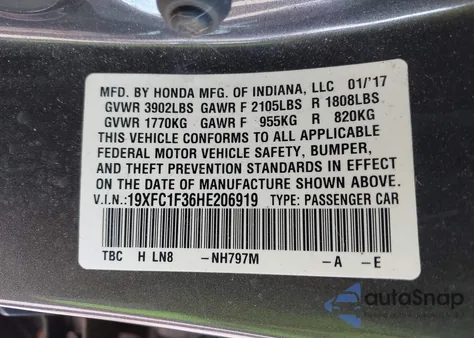 MFD. BY HONDA MFG. OF INDIANA, LLC 01/'17
GVWR 3902LBS GAWR F 2105LBS R 1808LBS
GVWR 1770KG GAWR F 955KG R 820KG
THIS VEHICLE CONFORMS TO ALL APPLICABLE
FEDERAL MOTOR VEHICLE SAFETY, BUMPER,
AND THEFT PREVENTION STANDARDS IN EFFECT
ON THE DATE OF MANUFACTURE SHOWN ABOVE.
V.I.N.:19XFC1F36HE206919 TYPE: PASSENGER CAR
TBC H LN8 -NH797M -A -E
autoSnap